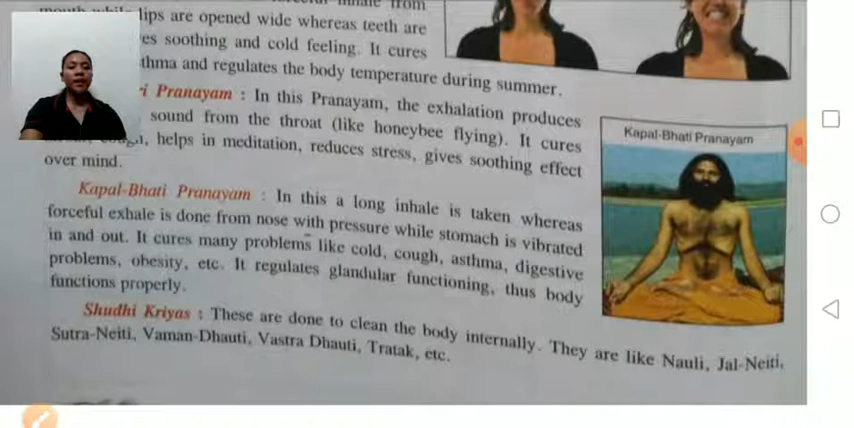 lips are opened wide whereas teeth are
soothing and cold feeling. It cures
and regulates the body temperature during summer.
Pranayam : In this Pranayam, the exhalation produces
sound from the throat (like honeybee flying). It cures
helps in meditation, reduces stress, gives soothing effect
over mind.
Kapal-Bhati Pranayam
Kapal-Bhati Pranayam : In this a long inhale is taken whereas
forceful exhale is done from nose with pressure while stomach is vibrated
in and out. It cures many problems like cold, cough, asthma, digestive
problems, obesity, etc. It regulates glandular functioning, thus body
functions properly.
Shudhi Kriyas : These are done to clean the body internally. They are like Nauli, Jal-Neiti,
Sutra-Neiti, Vaman-Dhauti, Vastra Dhauti, Tratak, etc.